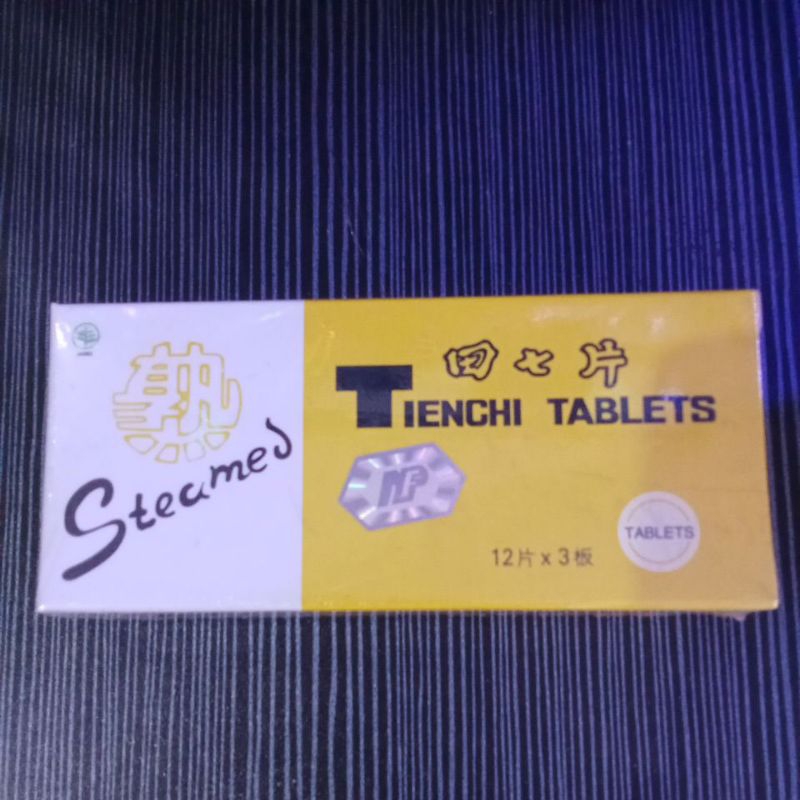 熟
Steamed
田七片
TIENCHI TABLETS
12片 x 3板
TABLETS